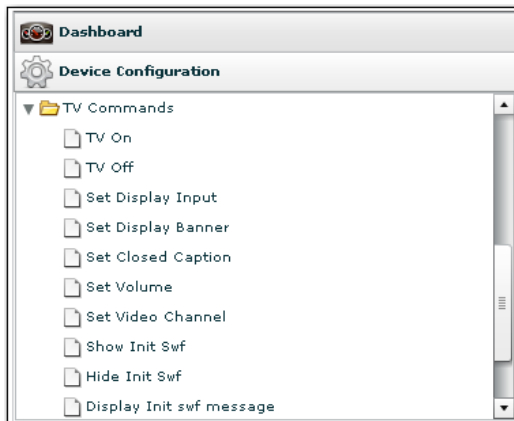 Dashboard
Device Configuration
TV Commands
TV On
TV Off
Set Display Input
Set Display Banner
Set Closed Caption
Set Volume
Set Video Channel
Show Init Swf
Hide Init Swf
Display Init swf message